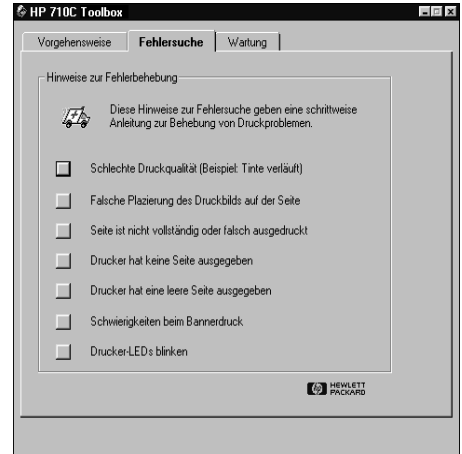 HP 710C Toolbox
Vorgehensweise
Fehlersuche
Wartung
Hinweise zur Fehlerbehebung
Diese Hinweise zur Fehlersuche geben eine schrittweise
Anleitung zur Behebung von Druckproblemen.
Schlechte Druckqualität (Beispiel: Tinte verläuft)
Falsche Plazierung des Druckbilds auf der Seite
Seite ist nicht vollständig oder falsch ausgedruckt
Drucker hat keine Seite ausgegeben
Drucker hat eine leere Seite ausgegeben
Schwierigkeiten beim Bannerdruck
Drucker-LEDs blinken
hp HEWLETT
PACKARD